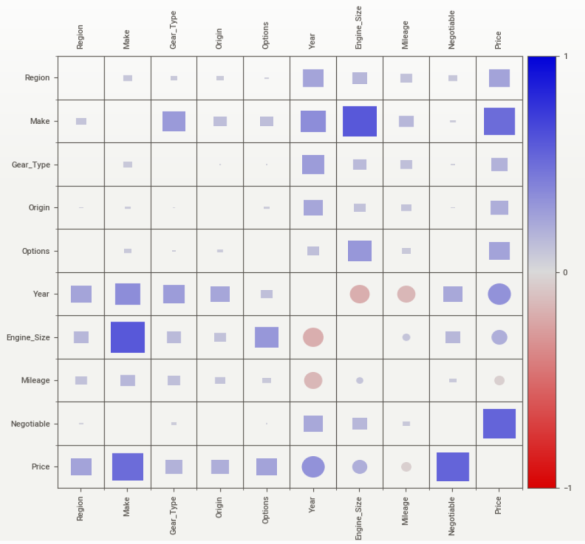 Region
Make
Gear_Type
Origin
Options
Year
Engine_Size
Mileage
Negotiable
Price
1
Region
Make
Gear_Type
Origin
Options
0
Year
Engine_Size
Mileage
Negotiable
Price
−1
Region
Make
Gear_Type
Origin
Options
Year
Engine_Size
Mileage
Negotiable
Price